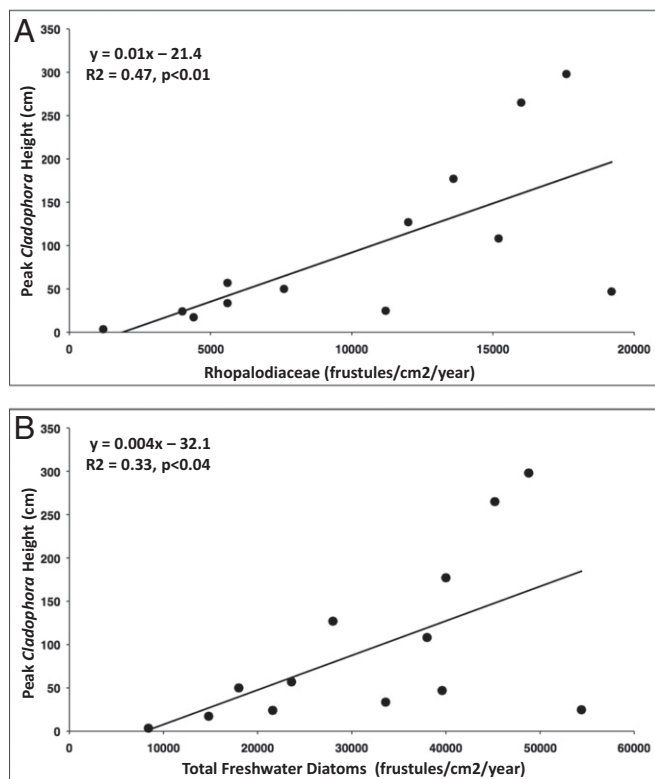 A
y = 0.01x – 21.4
R2 = 0.47, p<0.01
Peak Cladophora Height (cm)
350
300
250
200
150
100
50
0
0 5000 10000 15000 20000
Rhopalodiaceae (frustules/cm2/year)
B
y = 0.004x – 32.1
R2 = 0.33, p<0.04
Peak Cladophora Height (cm)
350
300
250
200
150
100
50
0
0 10000 20000 30000 40000 50000 60000
Total Freshwater Diatoms (frustules/cm2/year)